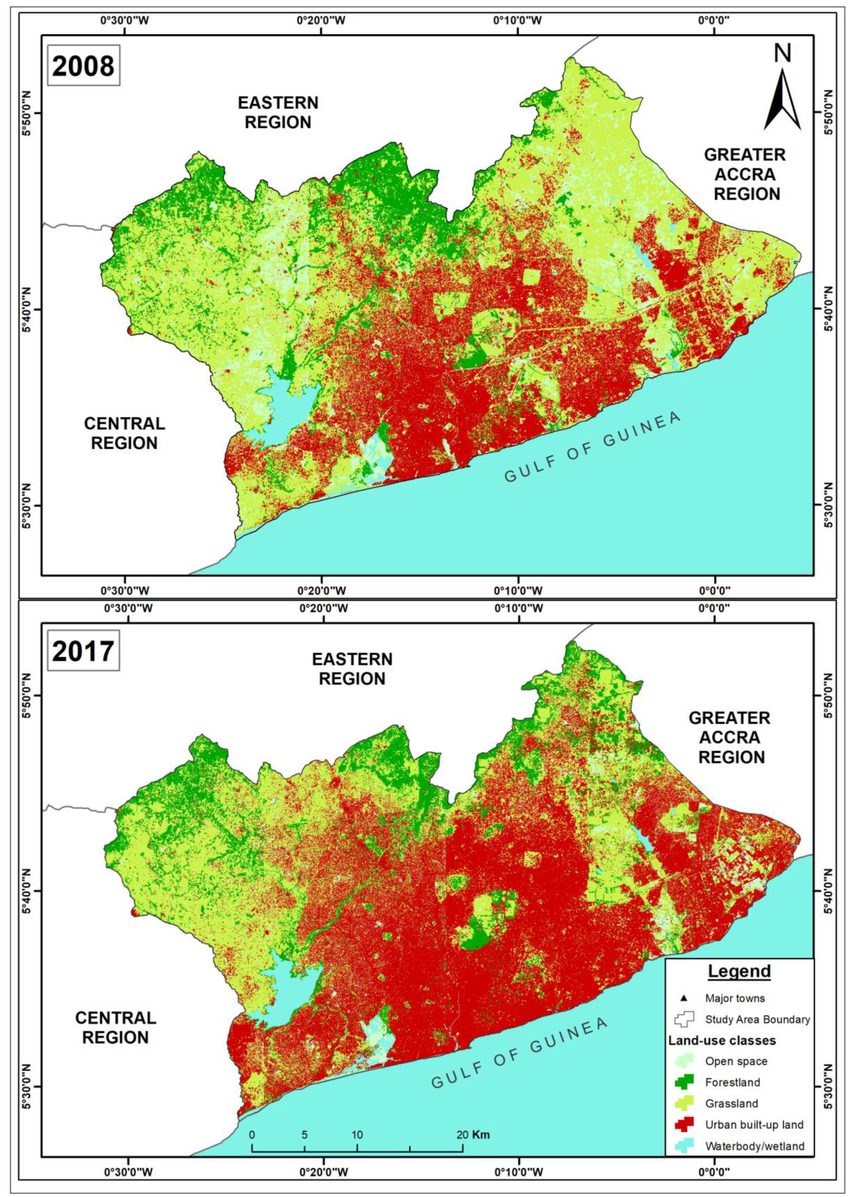 0°30'0"W 0°20'0"W 0°10'0"W 0°0'0"
2008
N
EASTERN
REGION
GREATER
ACCRA
REGION
CENTRAL
REGION
GULF OF GUINEA
5°50'0"N 5°50'0"N
5°40'0"N 5°40'0"N
5°30'0"N 5°30'0"N
0°30'0"W 0°20'0"W 0°10'0"W 0°0'0"
0°30'0"W 0°20'0"W 0°10'0"W 0°0'0"
2017
EASTERN
REGION
GREATER
ACCRA
REGION
CENTRAL
REGION
GULF OF GUINEA
5°50'0"N 5°50'0"N
5°40'0"N 5°40'0"N
5°30'0"N 5°30'0"N
Legend
Major towns
Study Area Boundary
Land-use classes
Open space
Forestland
Grassland
Urban built-up land
Waterbody/wetland
0 5 10 20 Km
0°30'0"W 0°20'0"W 0°10'0"W 0°0'0"